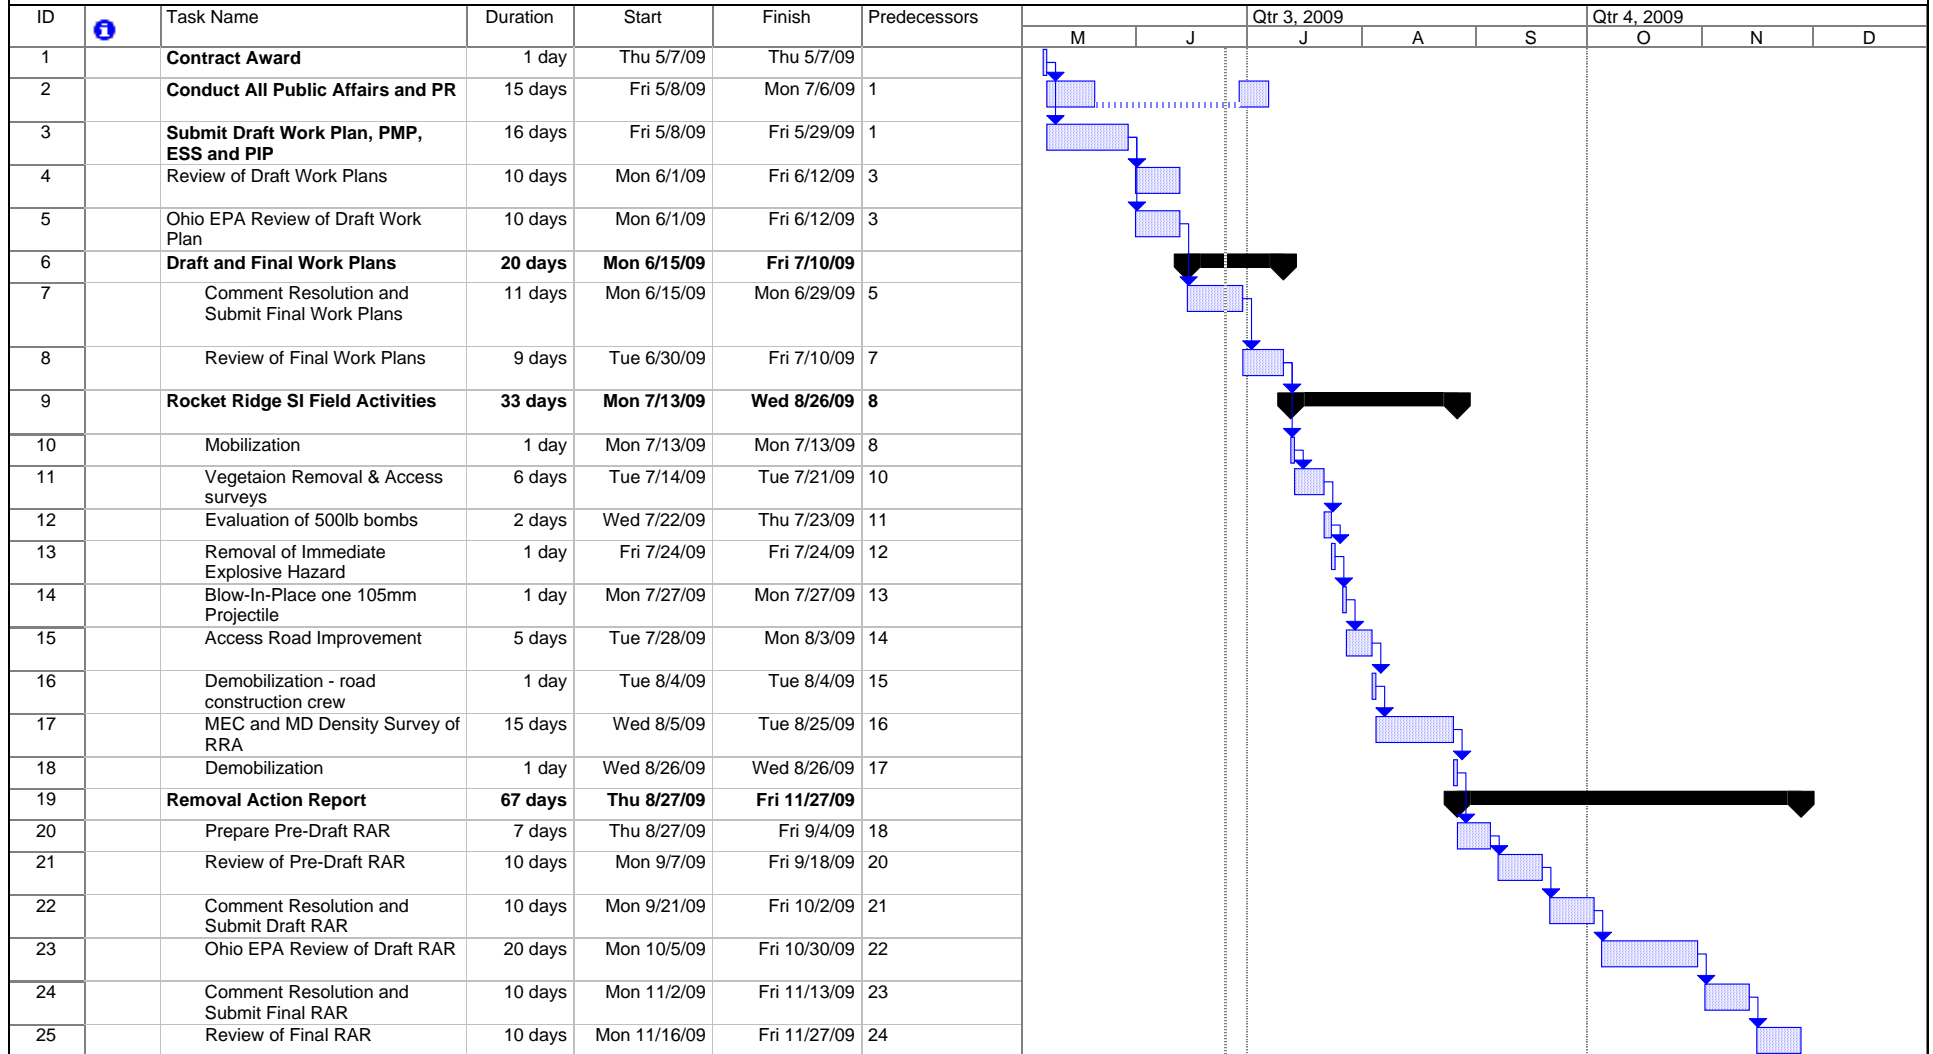 ID Task Name Duration Start Finish Predecessors Qtr 3, 2009 Qtr 4, 2009
M J J A S O N D
1 Contract Award 1 day Thu 5/7/09 Thu 5/7/09
2 Conduct All Public Affairs and PR 15 days Fri 5/8/09 Mon 7/6/09 1
3 Submit Draft Work Plan, PMP, 16 days Fri 5/8/09 Fri 5/29/09 1
ESS and PIP
4 Review of Draft Work Plans 10 days Mon 6/1/09 Fri 6/12/09 3
5 Ohio EPA Review of Draft Work 10 days Mon 6/1/09 Fri 6/12/09 3
Plan
6 Draft and Final Work Plans 20 days Mon 6/15/09 Fri 7/10/09
7 Comment Resolution and 11 days Mon 6/15/09 Mon 6/29/09 5
Submit Final Work Plans
8 Review of Final Work Plans 9 days Tue 6/30/09 Fri 7/10/09 7
9 Rocket Ridge SI Field Activities 33 days Mon 7/13/09 Wed 8/26/09 8
10 Mobilization 1 day Mon 7/13/09 Mon 7/13/09 8
11 Vegetaion Removal & Access 6 days Tue 7/14/09 Tue 7/21/09 10
surveys
12 Evaluation of 500lb bombs 2 days Wed 7/22/09 Thu 7/23/09 11
13 Removal of Immediate 1 day Fri 7/24/09 Fri 7/24/09 12
Explosive Hazard
14 Blow-In-Place one 105mm 1 day Mon 7/27/09 Mon 7/27/09 13
Projectile
15 Access Road Improvement 5 days Tue 7/28/09 Mon 8/3/09 14
16 Demobilization - road 1 day Tue 8/4/09 Tue 8/4/09 15
construction crew
17 MEC and MD Density Survey of 15 days Wed 8/5/09 Tue 8/25/09 16
RRA
18 Demobilization 1 day Wed 8/26/09 Wed 8/26/09 17
19 Removal Action Report 67 days Thu 8/27/09 Fri 11/27/09
20 Prepare Pre-Draft RAR 7 days Thu 8/27/09 Fri 9/4/09 18
21 Review of Pre-Draft RAR 10 days Mon 9/7/09 Fri 9/18/09 20
22 Comment Resolution and 10 days Mon 9/21/09 Fri 10/2/09 21
Submit Draft RAR
23 Ohio EPA Review of Draft RAR 20 days Mon 10/5/09 Fri 10/30/09 22
24 Comment Resolution and 10 days Mon 11/2/09 Fri 11/13/09 23
Submit Final RAR
25 Review of Final RAR 10 days Mon 11/16/09 Fri 11/27/09 24